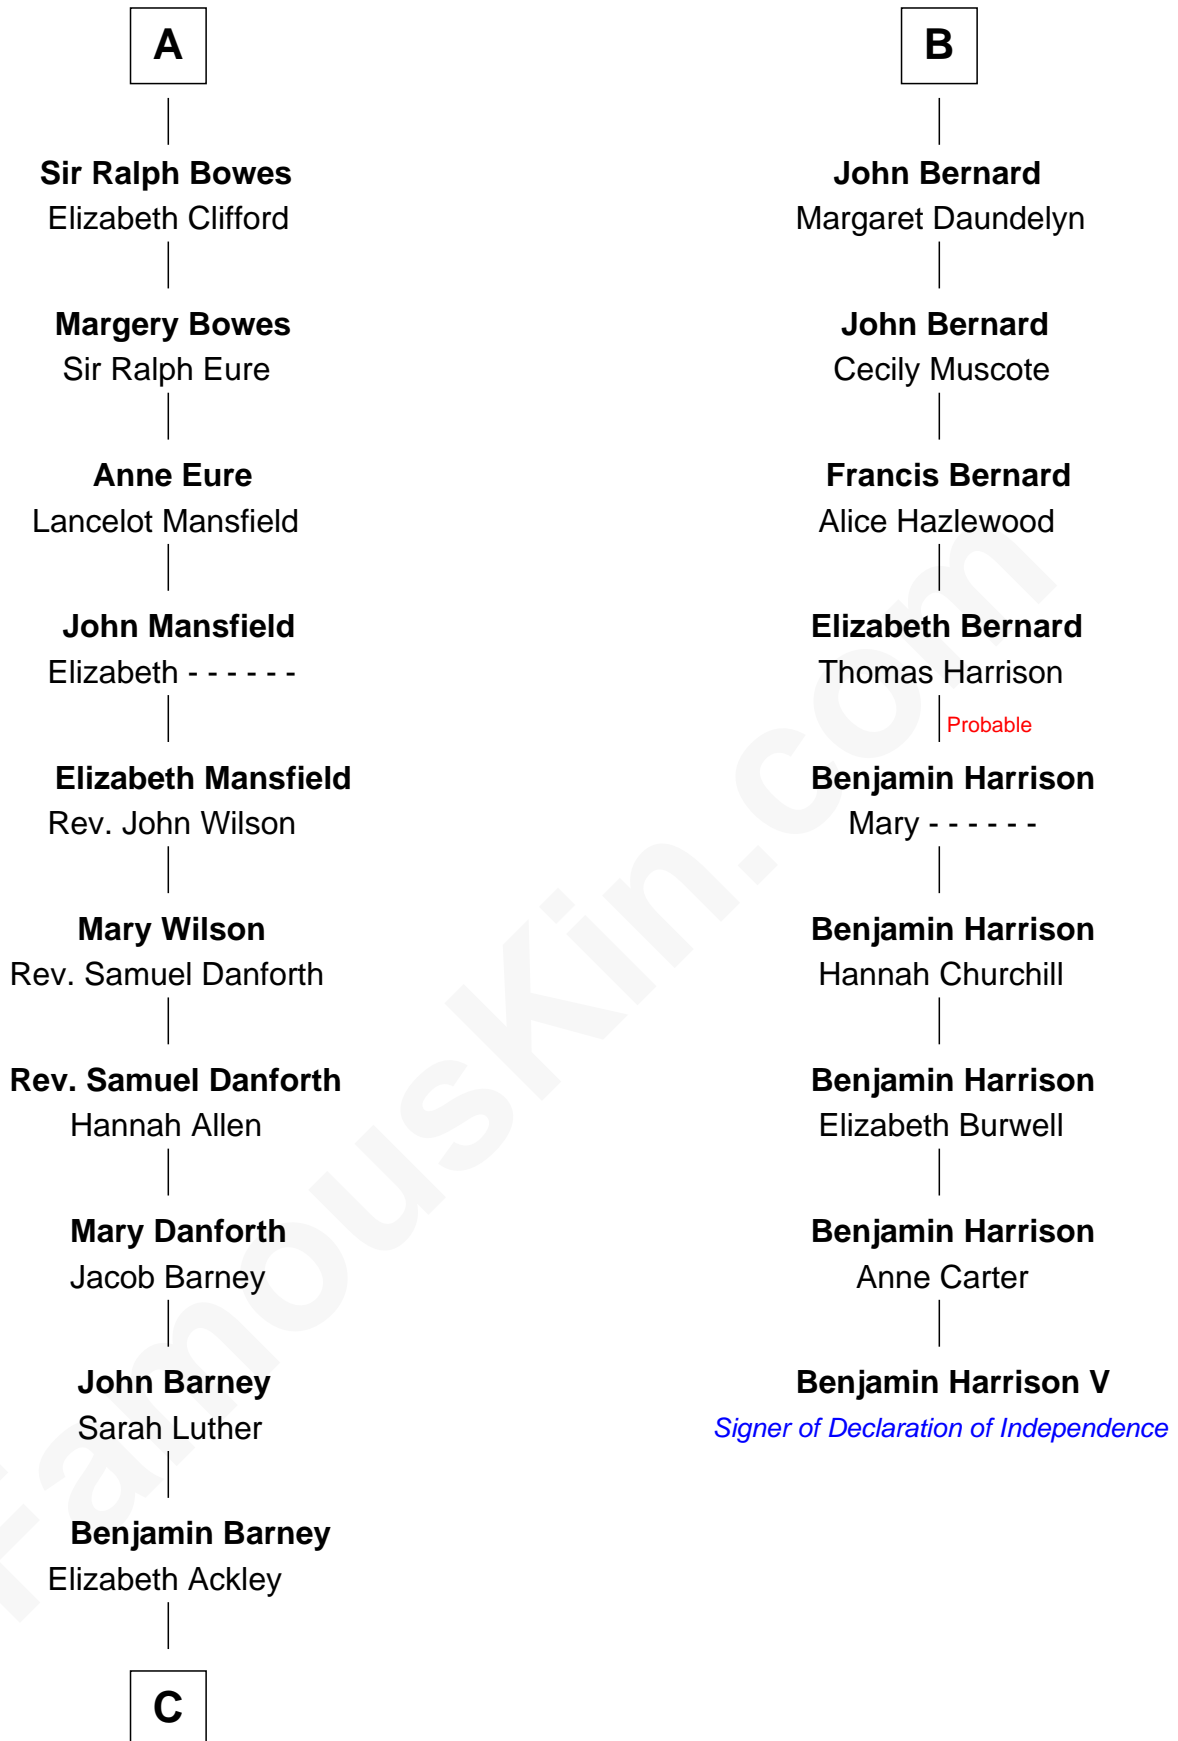 A
Sir Ralph Bowes
Elizabeth Clifford
Margery Bowes
Sir Ralph Eure
Anne Eure
Lancelot Mansfield
John Mansfield
Elizabeth - - - - - -
Elizabeth Mansfield
Rev. John Wilson
Mary Wilson
Rev. Samuel Danforth
Rev. Samuel Danforth
Hannah Allen
Mary Danforth
Jacob Barney
John Barney
Sarah Luther
Benjamin Barney
Elizabeth Ackley
C
B
John Bernard
Margaret Daundelyn
John Bernard
Cecily Muscote
Francis Bernard
Alice Hazlewood
Elizabeth Bernard
Thomas Harrison
Probable
Benjamin Harrison
Mary - - - - - -
Benjamin Harrison
Hannah Churchill
Benjamin Harrison
Elizabeth Burwell
Benjamin Harrison
Anne Carter
Benjamin Harrison V
Signer of Declaration of Independence
FamousKin.com